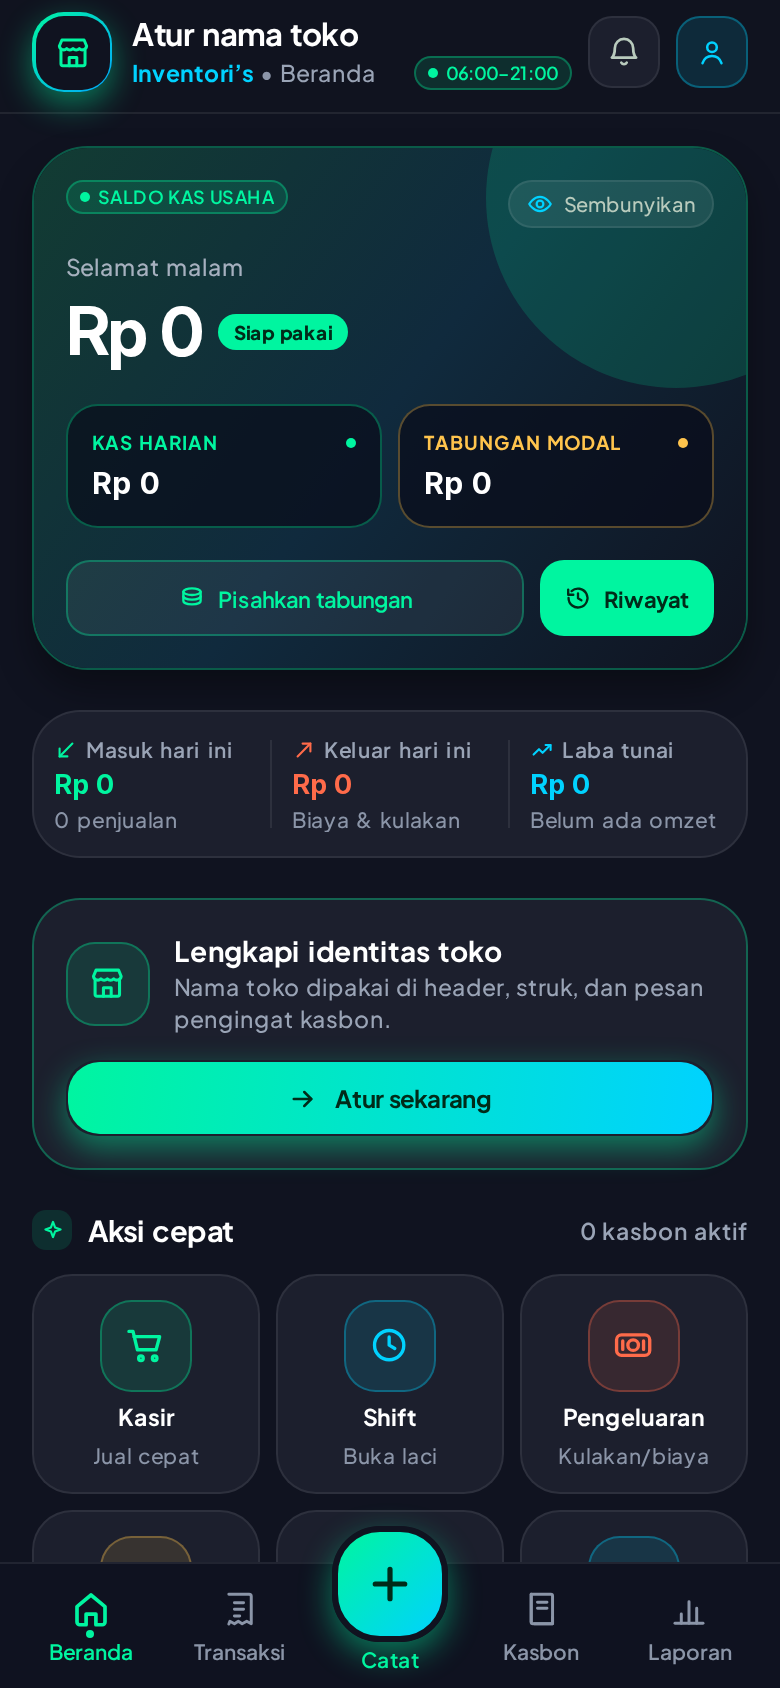 Atur nama toko
Inventori's • Beranda
06:00–21:00
SALDO KAS USAHA
Sembunyikan
Selamat malam
Rp 0
Siap pakai
KAS HARIAN
Rp 0
TABUNGAN MODAL
Rp 0
Pisahkan tabungan
Riwayat
Masuk hari ini
Rp 0
0 penjualan
Keluar hari ini
Rp 0
Biaya & kulakan
Laba tunai
Rp 0
Belum ada omzet
Lengkapi identitas toko
Nama toko dipakai di header, struk, dan pesan
pengingat kasbon.
Atur sekarang
Aksi cepat
0 kasbon aktif
Kasir
Jual cepat
Shift
Buka laci
Pengeluaran
Kulakan/biaya
Beranda
Transaksi
Catat
Kasbon
Laporan